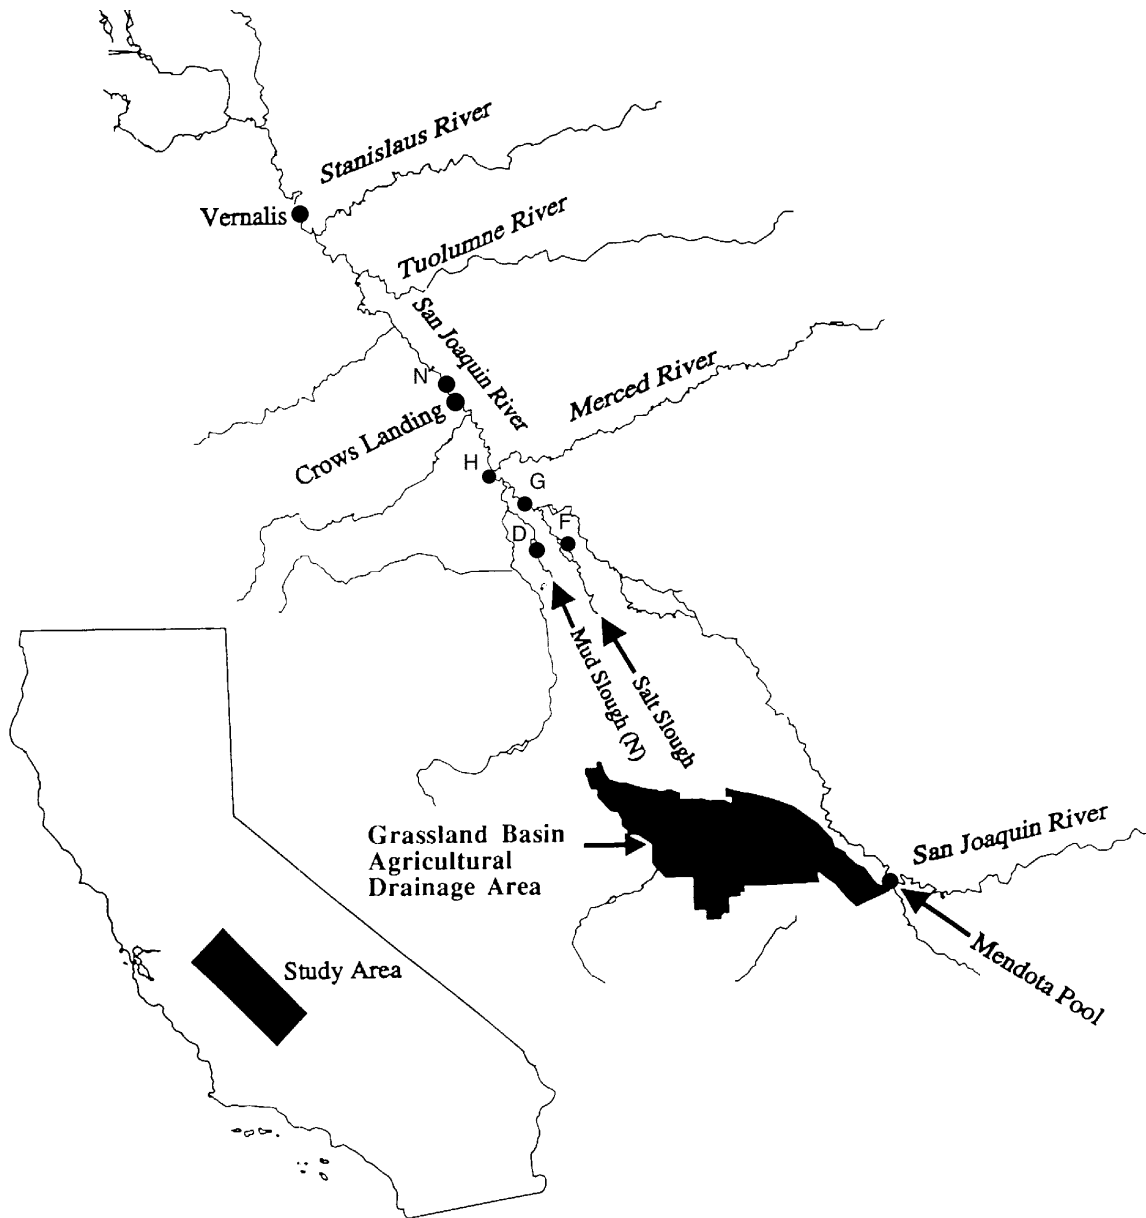 Stanislaus River
Vernalis
Tuolumne River
San Joaquin River
N
Merced River
Crows Landing
H
G
F
D
Mud Slough (N)
Salt Slough
Grassland Basin
Agricultural
Drainage Area
San Joaquin River
Mendota Pool
Study Area